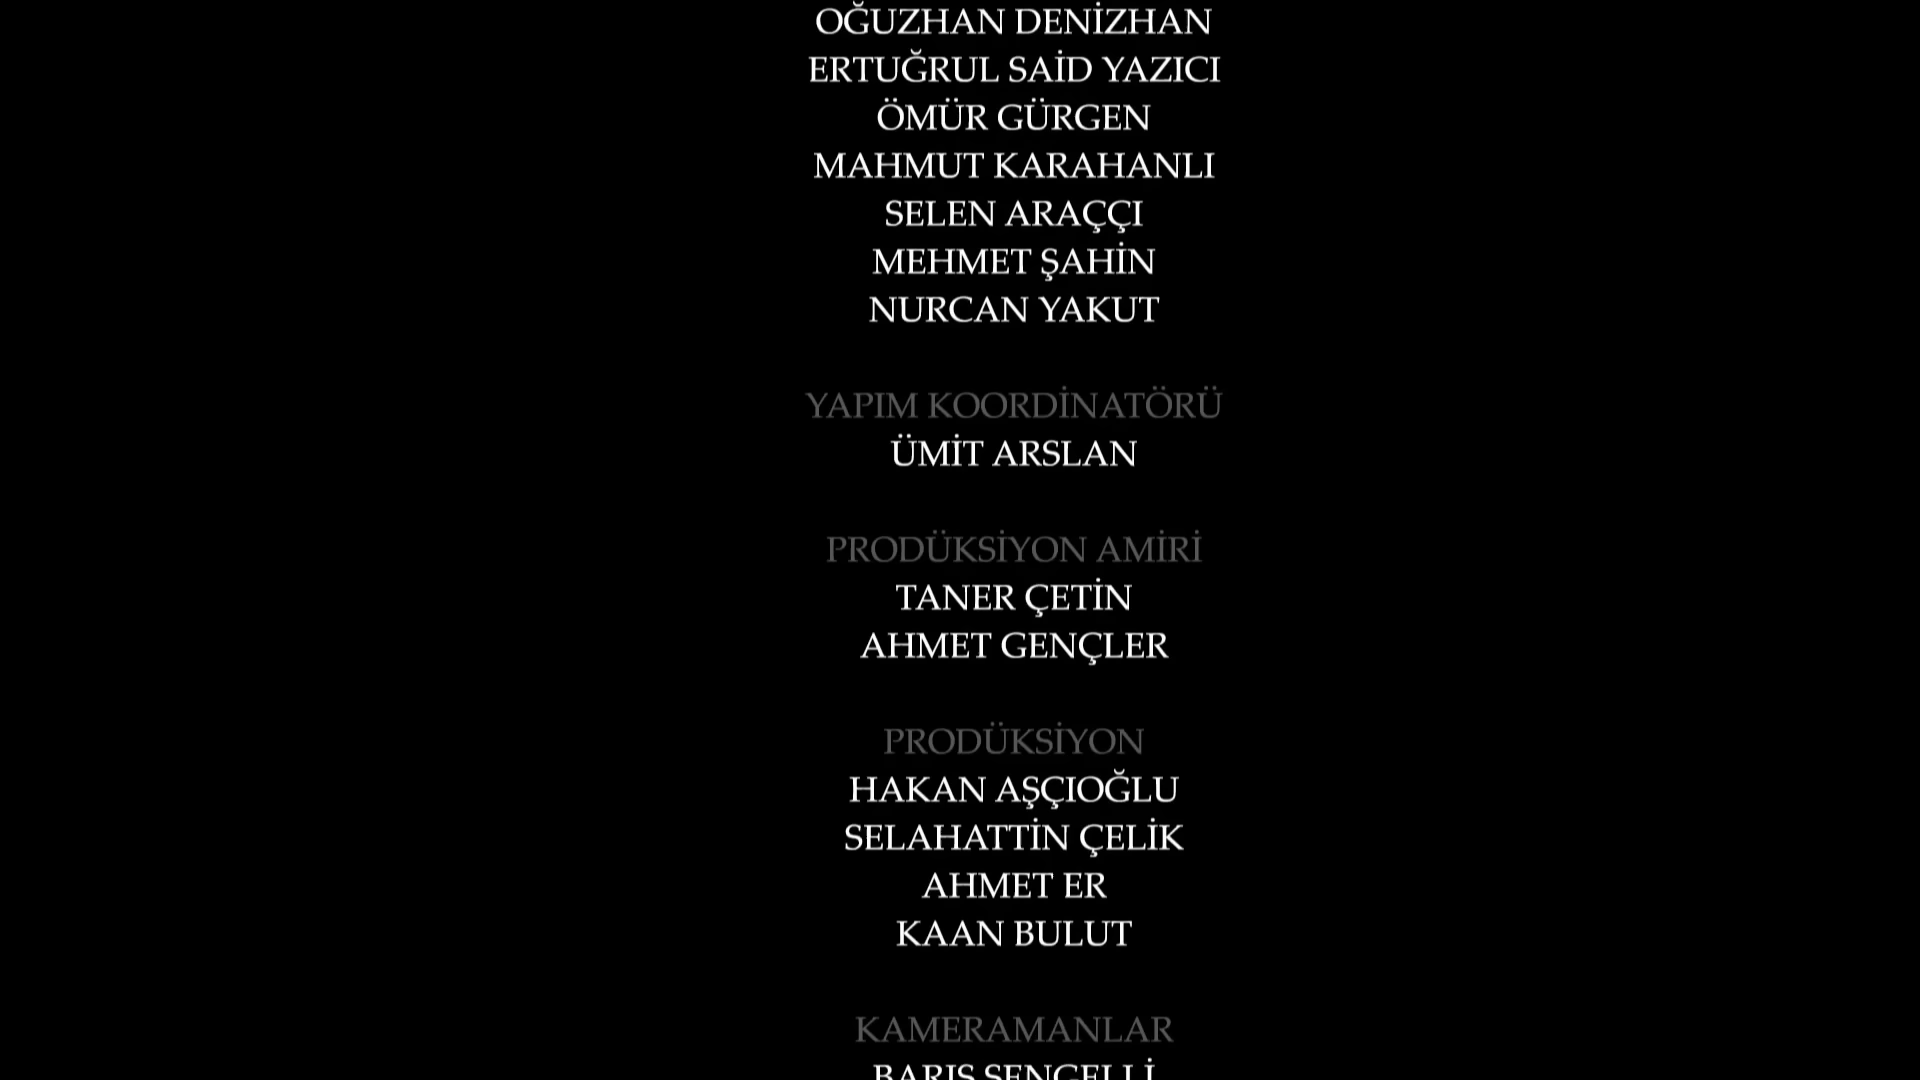 OĞUZHAN DENİZHAN
ERTUĞRUL SAİD YAZICI
ÖMÜR GÜRGEN
MAHMUT KARAHANLI
SELEN ARAÇÇI
MEHMET ŞAHİN
NURCAN YAKUT
YAPIM KOORDİNATÖRÜ
ÜMİT ARSLAN
PRODÜKSİYON AMİRİ
TANER ÇETİN
AHMET GENÇLER
PRODÜKSİYON
HAKAN AŞÇIOĞLU
SELAHATTİN ÇELİK
AHMET ER
KAAN BULUT
KAMERAMANLAR